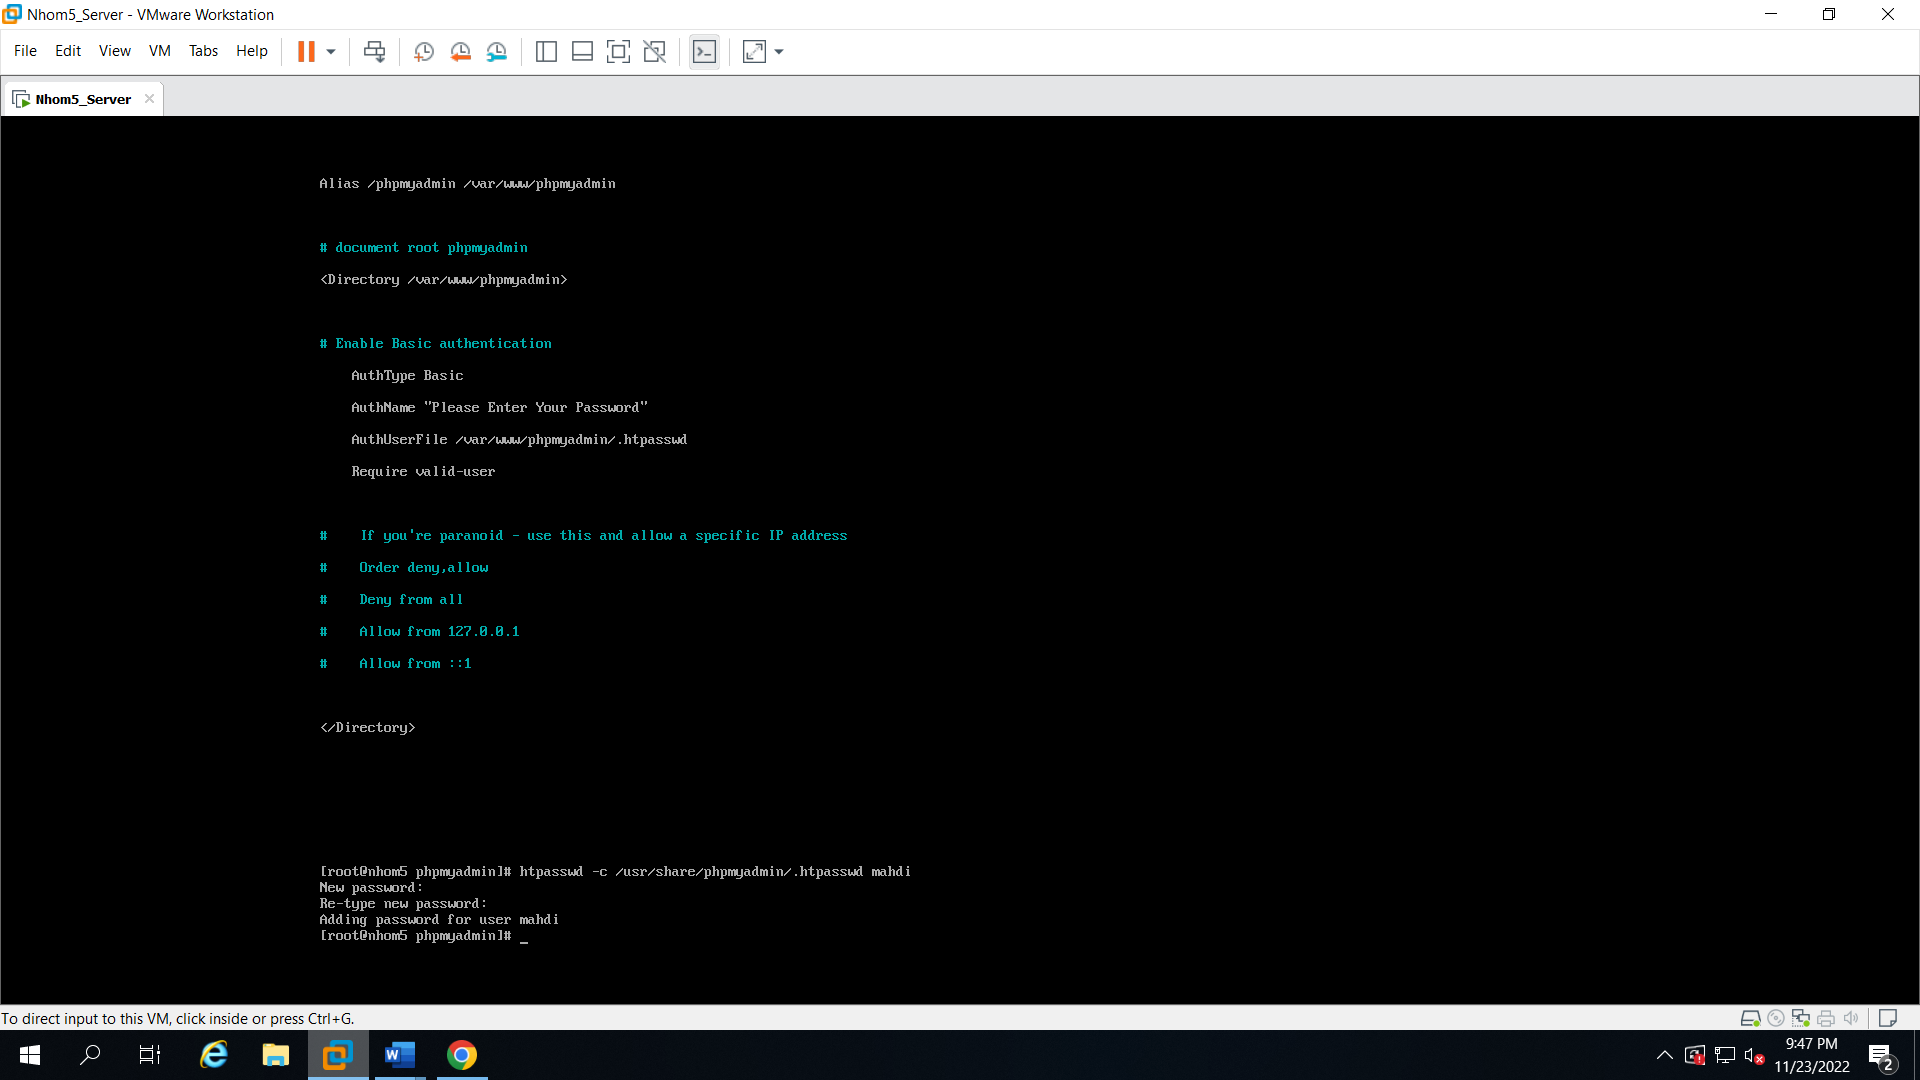 Nhom5_Server - VMware Workstation
File Edit View VM Tabs Help
Nhom5_Server
Alias /phpmyadmin /var/www/phpmyadmin
# document root phpmyadmin
<Directory /var/www/phpmyadmin>
# Enable Basic authentication
AuthType Basic
AuthName "Please Enter Your Password"
AuthUserFile /var/www/phpmyadmin/.htpasswd
Require valid-user
# If you're paranoid - use this and allow a specific IP address
# Order deny,allow
# Deny from all
# Allow from 127.0.0.1
# Allow from ::1
</Directory>
[root@nhom5 phpmyadmin]# htpasswd -c /usr/share/phpmyadmin/.htpasswd mahdi
New password:
Re-type new password:
Adding password for user mahdi
[root@nhom5 phpmyadmin]# _
To direct input to this VM, click inside or press Ctrl+G.
9:47 PM
11/23/2022
2